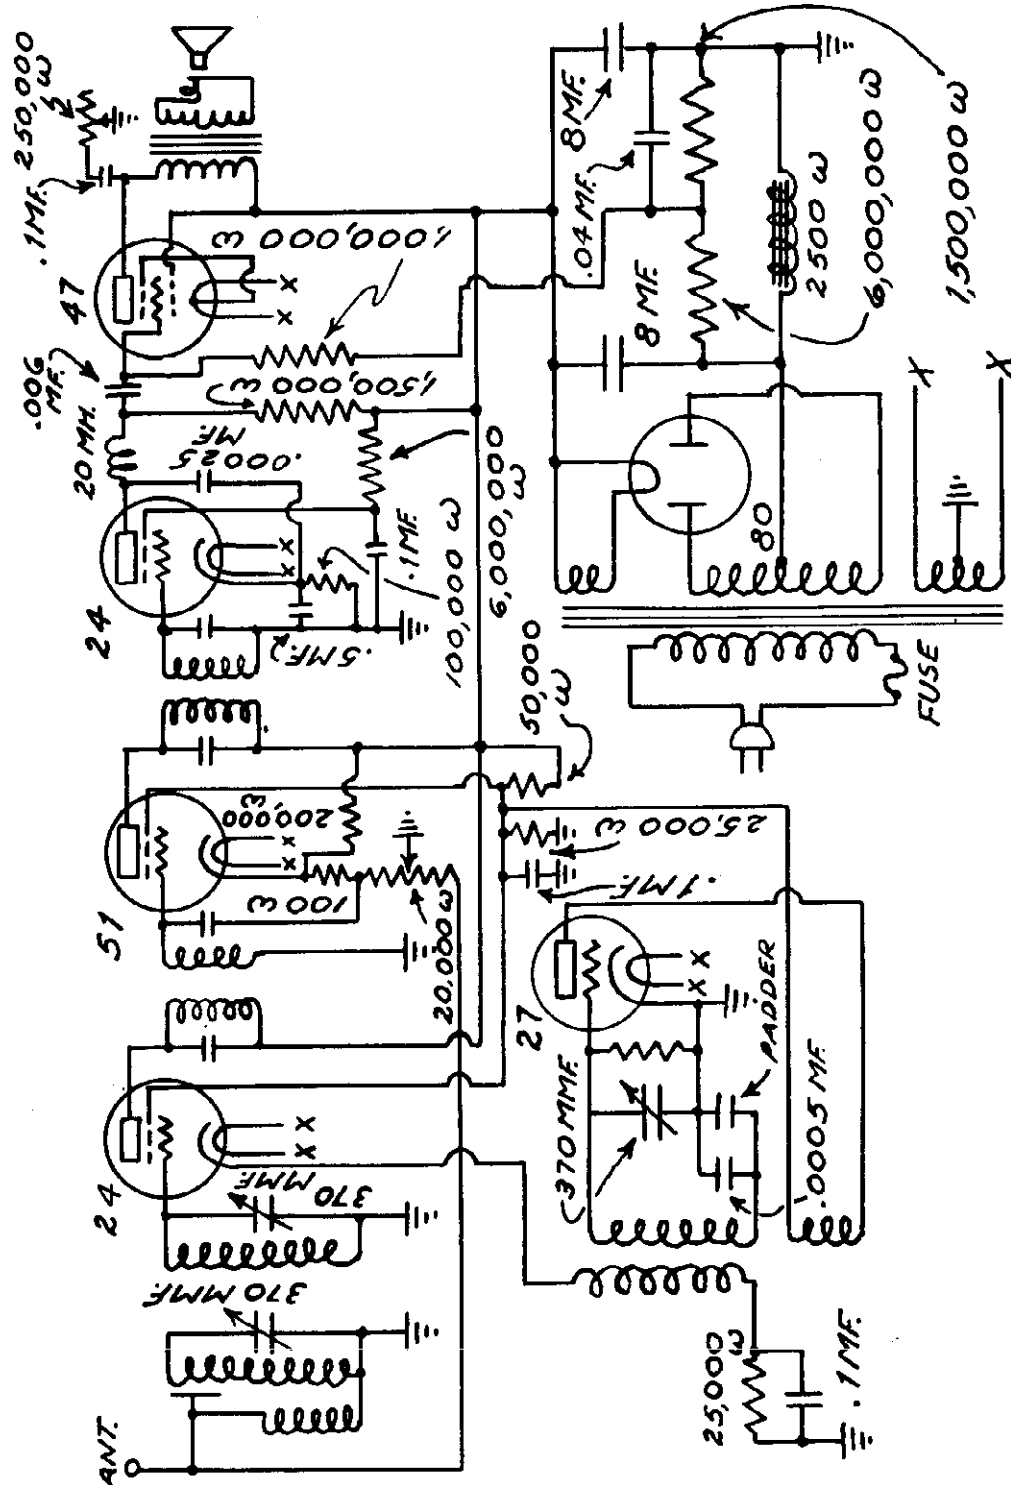 ANT.
370 MMF.
24
370
MMF.
X X
51
100 ω
200,000
ω
X X
20,000 ω
24
.5 MF.
.00025
MF.
X X
20 MH.
.006
MF.
1,500,000 ω
1,000,000 ω
.1 MF.
100,000 ω
6,000,000
ω
47
X X
.1 MF.
250,000
ω
50,000
ω
25,000 ω
.1 MF.
27
X X
370 MMF.
PADDER
.0005 MF.
25,000
ω
.1 MF.
FUSE
80
X
X
8 MF.
8 MF.
.04 MF.
2500 ω
6,000,000 ω
1,500,000 ω